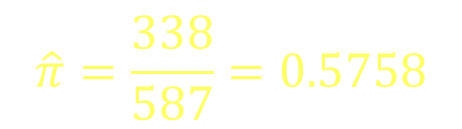 π̂ = 338/587 = 0.5758